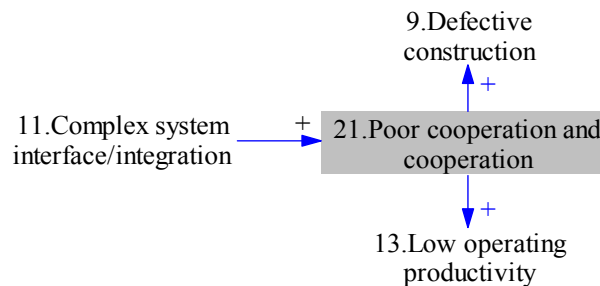 9.Defective
construction
+
11.Complex system
interface/integration
+
21.Poor cooperation and
cooperation
+
13.Low operating
productivity